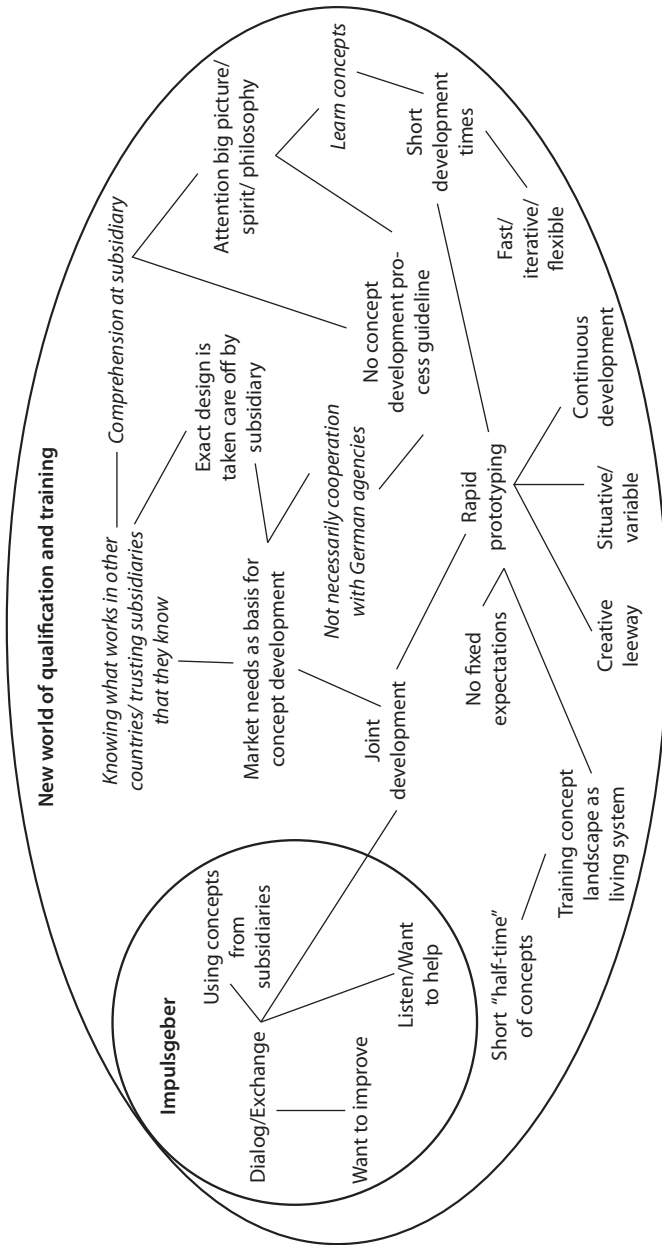 New world of qualification and training
Impulsgeber
Dialog/Exchange
Using concepts
from
subsidiaries
Want to improve
Listen/Want
to help
Knowing what works in other
countries/ trusting subsidiaries
that they know
Comprehension at subsidiary
Attention big picture/
spirit/ philosophy
Learn concepts
Exact design is
taken care off by
subsidiary
Market needs as basis for
concept development
Not necessarily cooperation
with German agencies
No concept
development pro-
cess guideline
Short
development
times
Fast/
iterative/
flexible
Joint
development
Rapid
prototyping
No fixed
expectations
Continuous
development
Situative/
variable
Creative
leeway
Training concept
landscape as
living system
Short “half-time”
of concepts